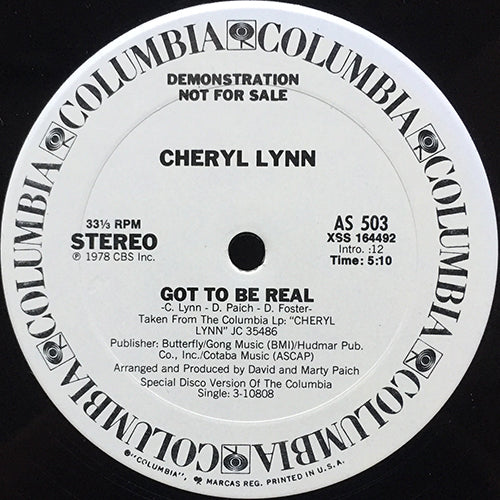 COLUMBIA COLUMBIA COLUMBIA COLUMBIA COLUMBIA COLUMBIA
DEMONSTRATION
NOT FOR SALE
CHERYL LYNN
33⅓ RPM
STEREO
℗ 1978 CBS Inc.
AS 503
XSS 164492
Intro. :12
Time: 5:10
GOT TO BE REAL
-C. Lynn - D. Paich - D. Foster-
Taken From The Columbia Lp: "CHERYL
LYNN" JC 35486
Publisher: Butterfly/Gong Music (BMI)/Hudmar Pub.
Co., Inc./Cotaba Music (ASCAP)
Arranged and Produced by David and Marty Paich
Special Disco Version Of The Columbia
Single: 3-10808
®"COLUMBIA", MARCAS REG. PRINTED IN U.S.A.